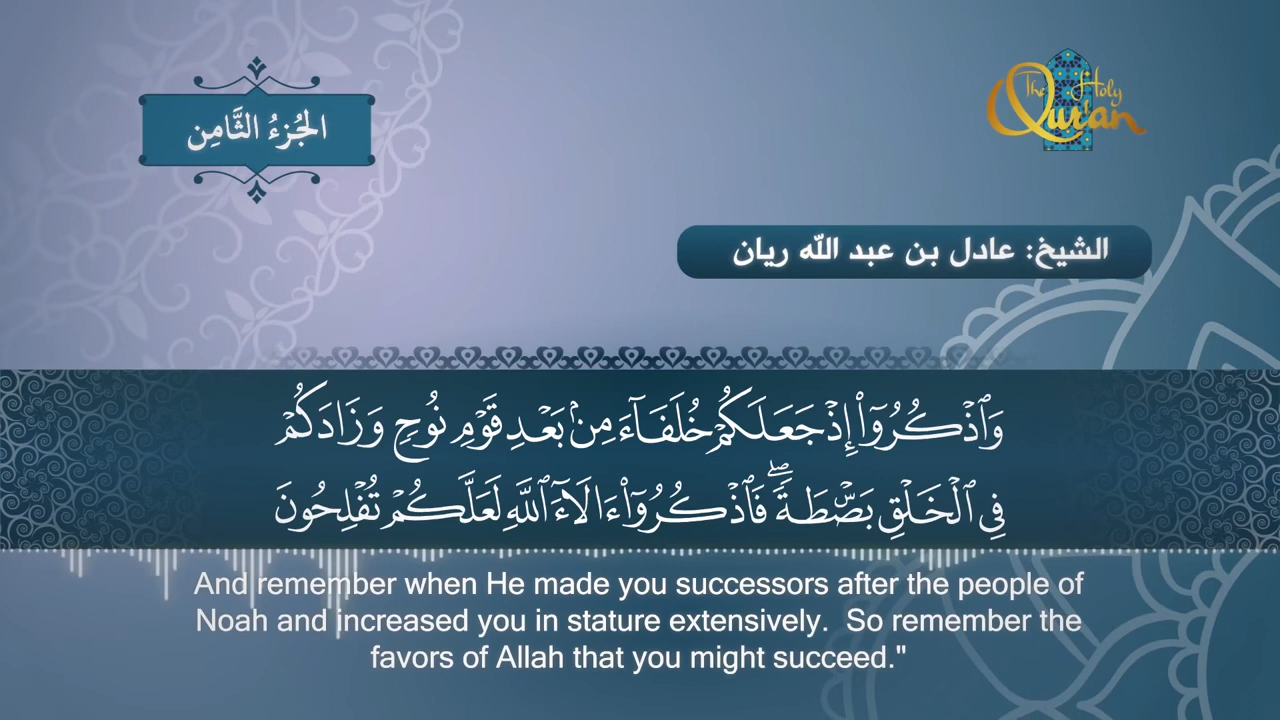 الجُزءُ الثَّامِن
The Holy
Qur'an
الشيخ: عادل بن عبد الله ريان
وَٱذۡكُرُوٓاْ إِذۡ جَعَلَكُمۡ خُلَفَآءَ مِنۢ بَعۡدِ قَوۡمِ نُوحٖ وَزَادَكُمۡ
فِي ٱلۡخَلۡقِ بَصۜۡطَةٗۖ فَٱذۡكُرُوٓاْ ءَالَآءَ ٱللَّهِ لَعَلَّكُمۡ تُفۡلِحُونَ
And remember when He made you successors after the people of
Noah and increased you in stature extensively.  So remember the
favors of Allah that you might succeed."